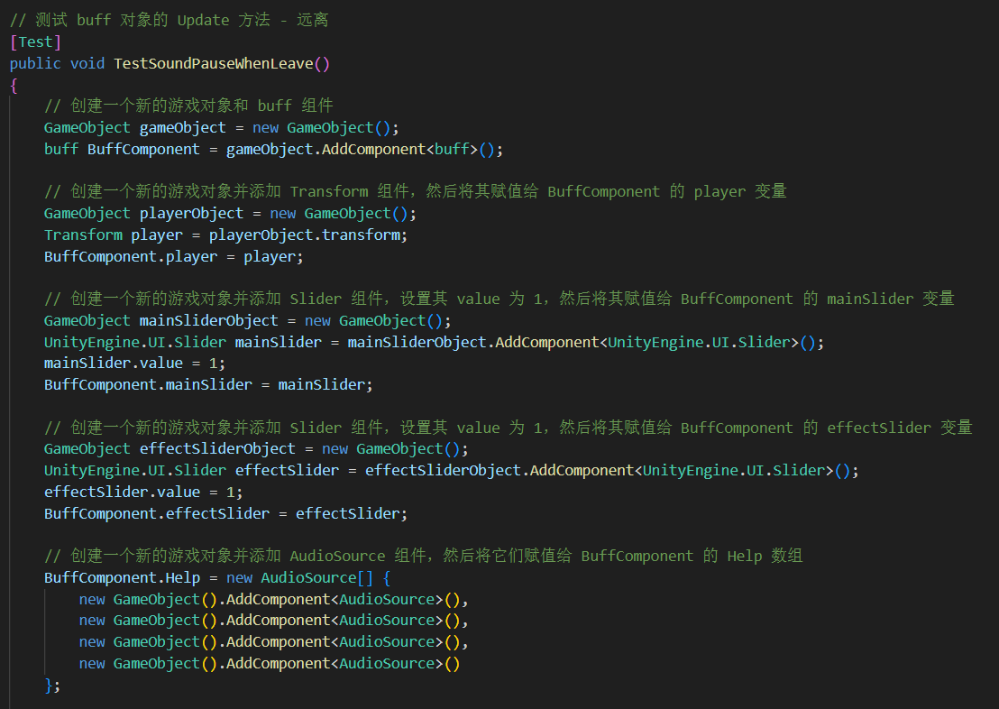 // 测试 buff 对象的 Update 方法 - 远离
[Test]
public void TestSoundPauseWhenLeave()
{
    // 创建一个新的游戏对象和 buff 组件
    GameObject gameObject = new GameObject();
    buff BuffComponent = gameObject.AddComponent<buff>();

    // 创建一个新的游戏对象并添加 Transform 组件，然后将其赋值给 BuffComponent 的 player 变量
    GameObject playerObject = new GameObject();
    Transform player = playerObject.transform;
    BuffComponent.player = player;

    // 创建一个新的游戏对象并添加 Slider 组件，设置其 value 为 1，然后将其赋值给 BuffComponent 的 mainSlider 变量
    GameObject mainSliderObject = new GameObject();
    UnityEngine.UI.Slider mainSlider = mainSliderObject.AddComponent<UnityEngine.UI.Slider>();
    mainSlider.value = 1;
    BuffComponent.mainSlider = mainSlider;

    // 创建一个新的游戏对象并添加 Slider 组件，设置其 value 为 1，然后将其赋值给 BuffComponent 的 effectSlider 变量
    GameObject effectSliderObject = new GameObject();
    UnityEngine.UI.Slider effectSlider = effectSliderObject.AddComponent<UnityEngine.UI.Slider>();
    effectSlider.value = 1;
    BuffComponent.effectSlider = effectSlider;

    // 创建一个新的游戏对象并添加 AudioSource 组件，然后将它们赋值给 BuffComponent 的 Help 数组
    BuffComponent.Help = new AudioSource[] {
        new GameObject().AddComponent<AudioSource>(),
        new GameObject().AddComponent<AudioSource>(),
        new GameObject().AddComponent<AudioSource>(),
        new GameObject().AddComponent<AudioSource>()
    };